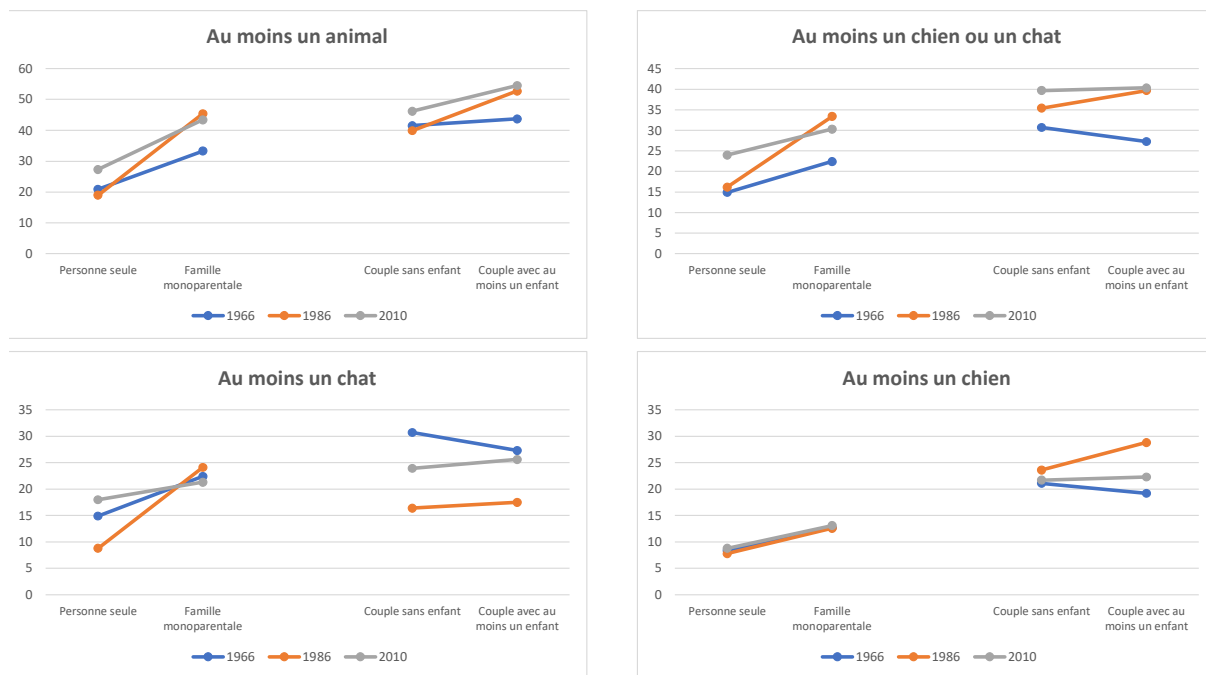 Au moins un animal
60
50
40
30
20
10
0
Personne seule
Famille
monoparentale
Couple sans enfant
Couple avec au
moins un enfant
1966 1986 2010
Au moins un chien ou un chat
45
40
35
30
25
20
15
10
5
0
Personne seule
Famille
monoparentale
Couple sans enfant
Couple avec au
moins un enfant
1966 1986 2010
Au moins un chat
35
30
25
20
15
10
5
0
Personne seule
Famille
monoparentale
Couple sans enfant
Couple avec au
moins un enfant
1966 1986 2010
Au moins un chien
35
30
25
20
15
10
5
0
Personne seule
Famille
monoparentale
Couple sans enfant
Couple avec au
moins un enfant
1966 1986 2010